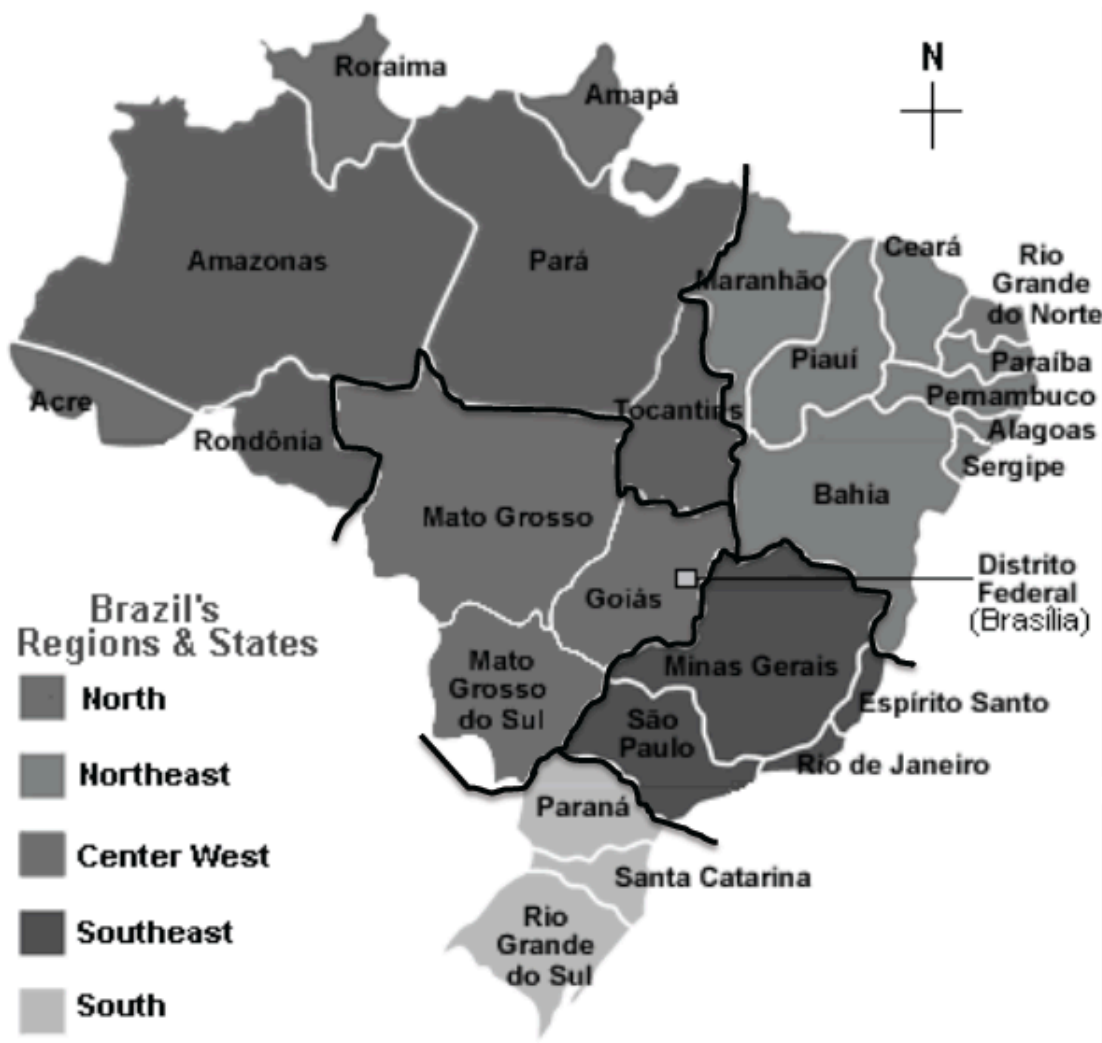 N
Roraima
Amapá
Amazonas
Pará
Maranhão
Ceará
Rio
Grande
do Norte
Piauí
Paraíba
Pernambuco
Acre
Tocantins
Rondônia
Alagoas
Sergipe
Bahia
Mato Grosso
Distrito
Federal
(Brasília)
Goiás
Mato
Grosso
do Sul
Minas Gerais
Espírito Santo
São
Paulo
Rio de Janeiro
Paraná
Santa Catarina
Rio
Grande
do Sul
Brazil's
Regions & States
North
Northeast
Center West
Southeast
South